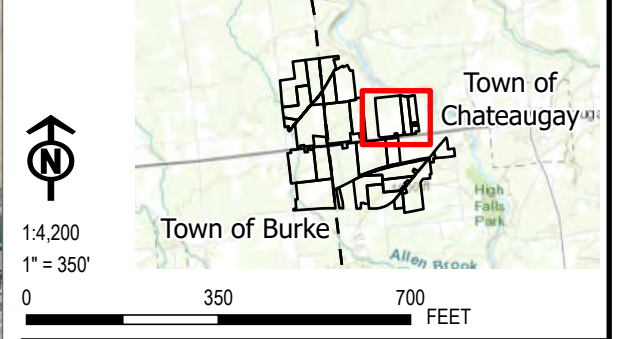 Town of
Chateaugay
N
1:4,200
1" = 350'
Town of Burke
High
Falls
Park
Allen Brook
0 350 700
FEET